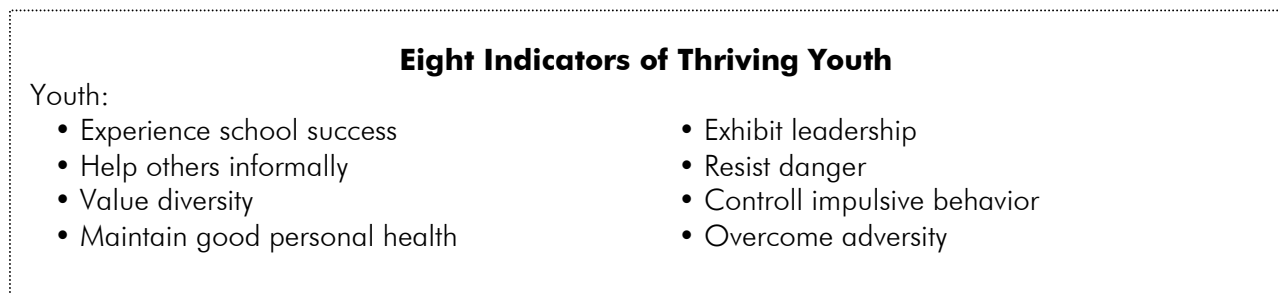 Eight Indicators of Thriving Youth
Youth:
• Experience school success
• Help others informally
• Value diversity
• Maintain good personal health
• Exhibit leadership
• Resist danger
• Controll impulsive behavior
• Overcome adversity